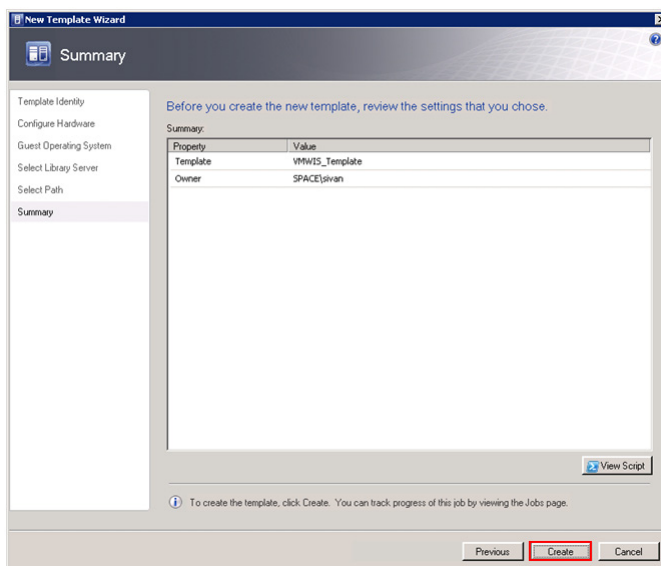 New Template Wizard
Summary
Template Identity
Configure Hardware
Guest Operating System
Select Library Server
Select Path
Summary
Before you create the new template, review the settings that you chose.
Summary:
Property Value
Template VMWIS_Template
Owner SPACE\sivan
View Script
To create the template, click Create. You can track progress of this job by viewing the Jobs page.
Previous Create Cancel